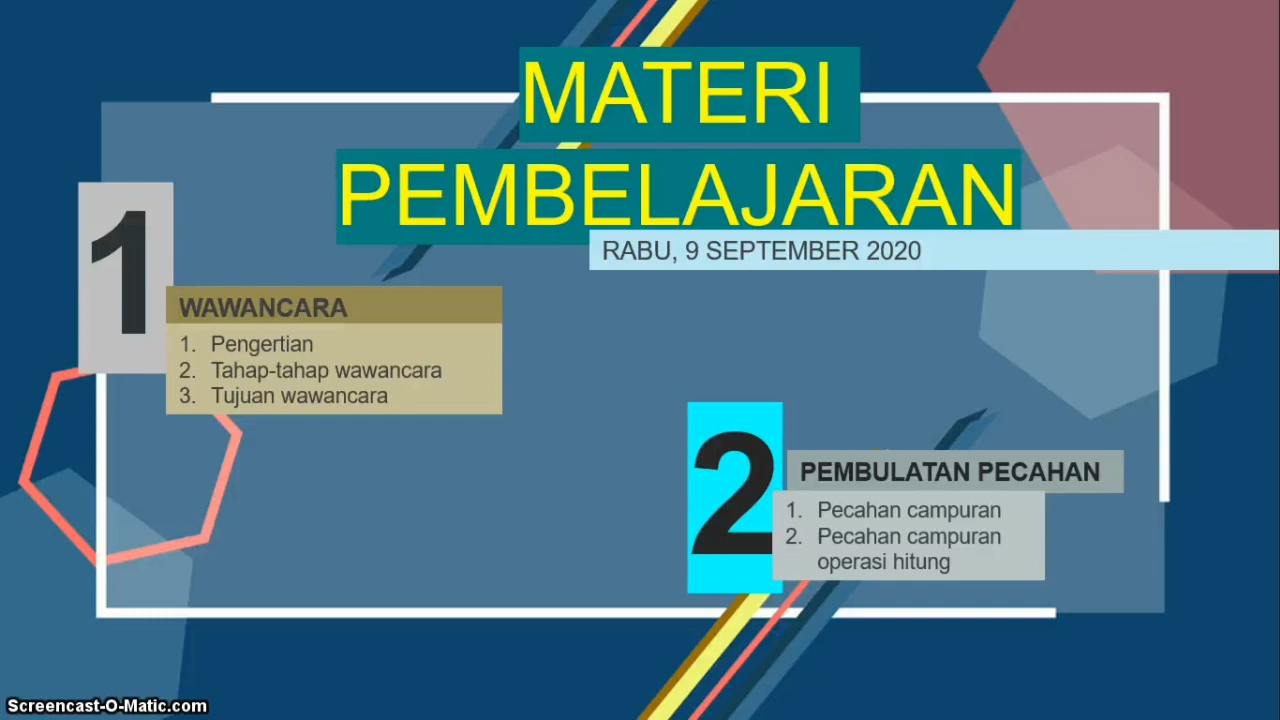 MATERI
PEMBELAJARAN
RABU, 9 SEPTEMBER 2020
1
WAWANCARA
1. Pengertian
2. Tahap-tahap wawancara
3. Tujuan wawancara
2
PEMBULATAN PECAHAN
1. Pecahan campuran
2. Pecahan campuran
operasi hitung
Screencast-O-Matic.com